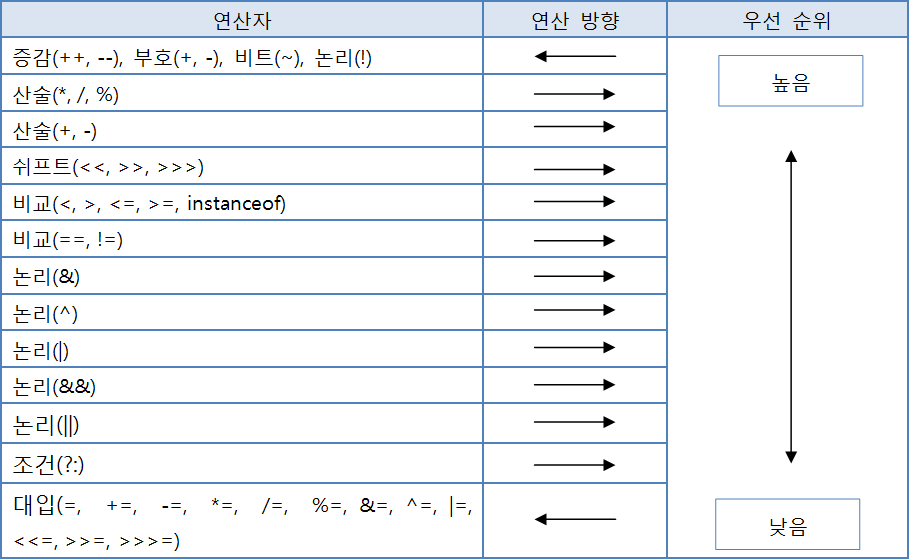 연산자 연산 방향 우선 순위
증감(++, --), 부호(+, -), 비트(~), 논리(!)
높음
산술(*, /, %)
산술(+, -)
쉬프트(<<, >>, >>>)
비교(<, >, <=, >=, instanceof)
비교(==, !=)
논리(&)
논리(^)
논리(|)
논리(&&)
논리(||)
조건(?:)
대입(=, +=, -=, *=, /=, %=, &=, ^=, |=,
<<=, >>=, >>>=)
낮음